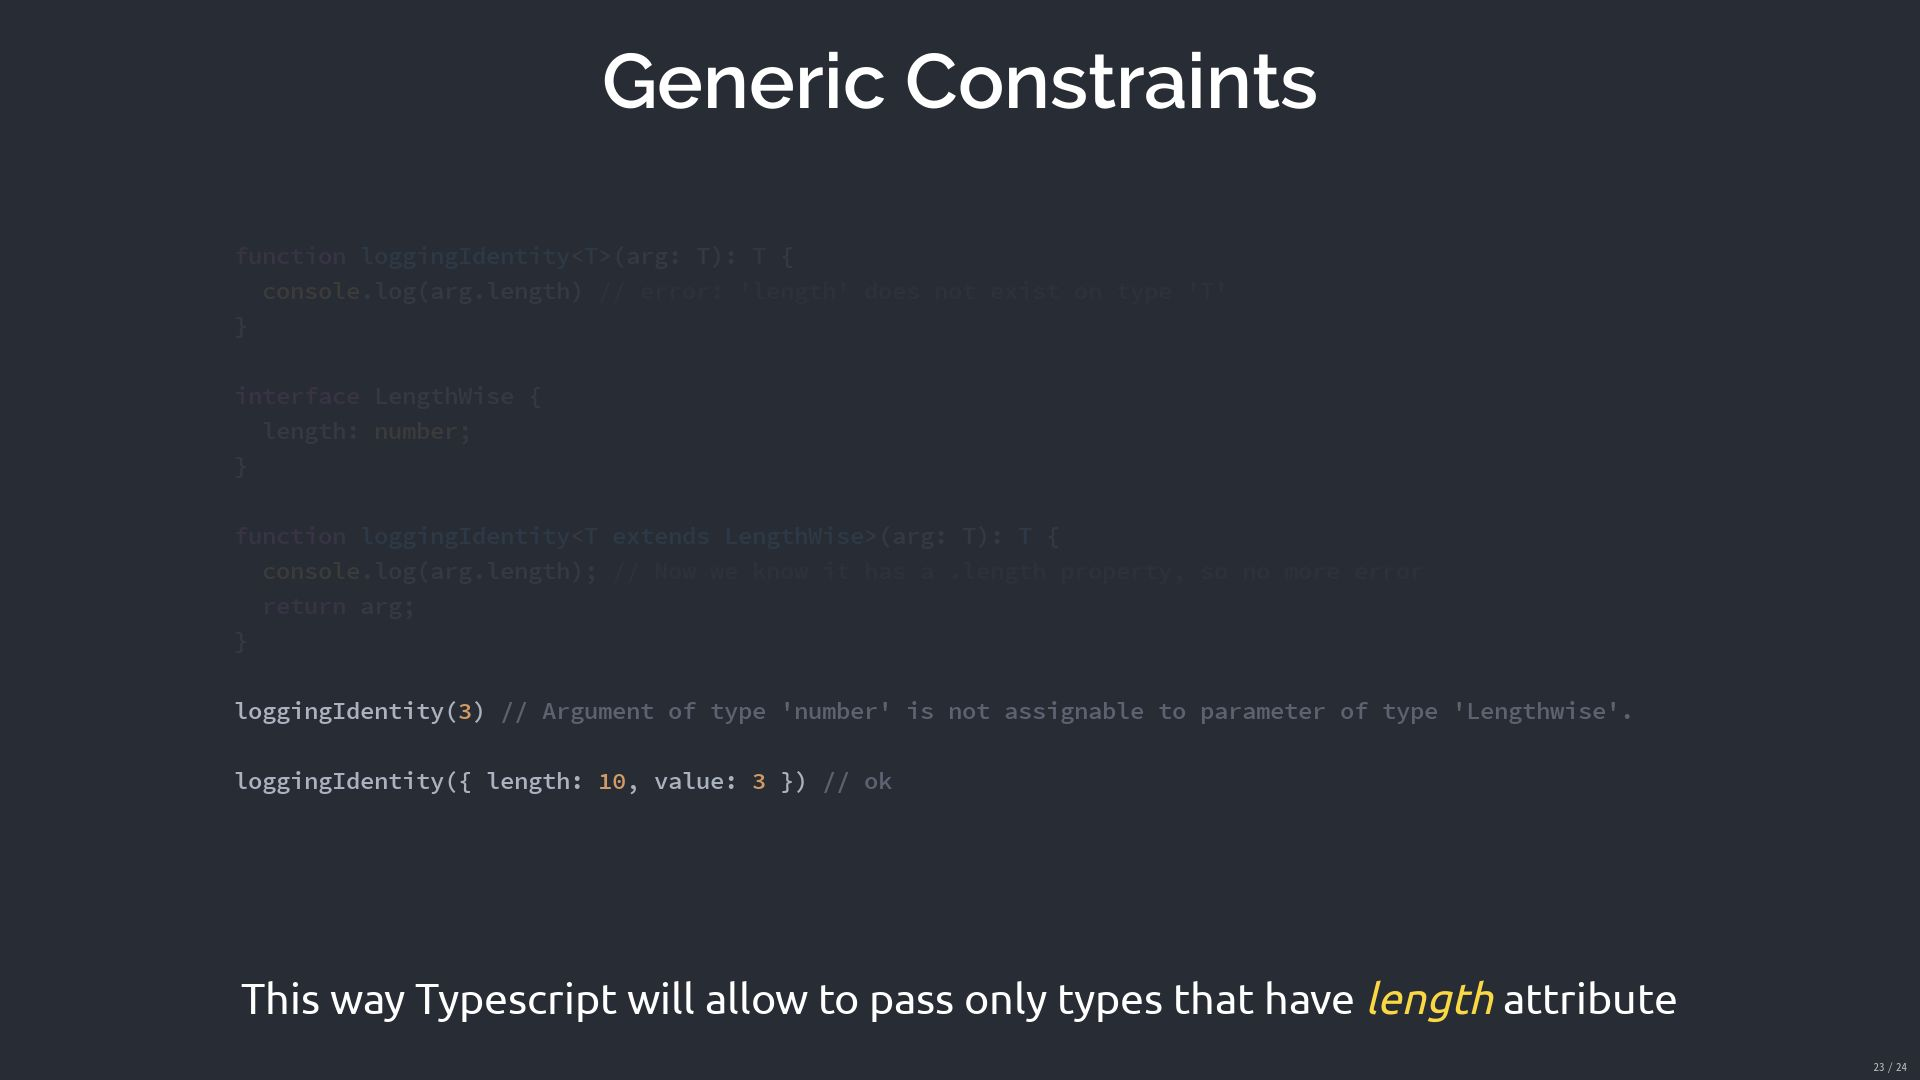 Generic Constraints
function loggingIdentity<T>(arg: T): T {
  console.log(arg.length) // error: 'length' does not exist on type 'T'
}
interface LengthWise {
  length: number;
}
function loggingIdentity<T extends LengthWise>(arg: T): T {
  console.log(arg.length); // Now we know it has a .length property, so no more error
  return arg;
}
loggingIdentity(3) // Argument of type 'number' is not assignable to parameter of type 'Lengthwise'.
loggingIdentity({ length: 10, value: 3 }) // ok
This way Typescript will allow to pass only types that have length attribute
23 / 24